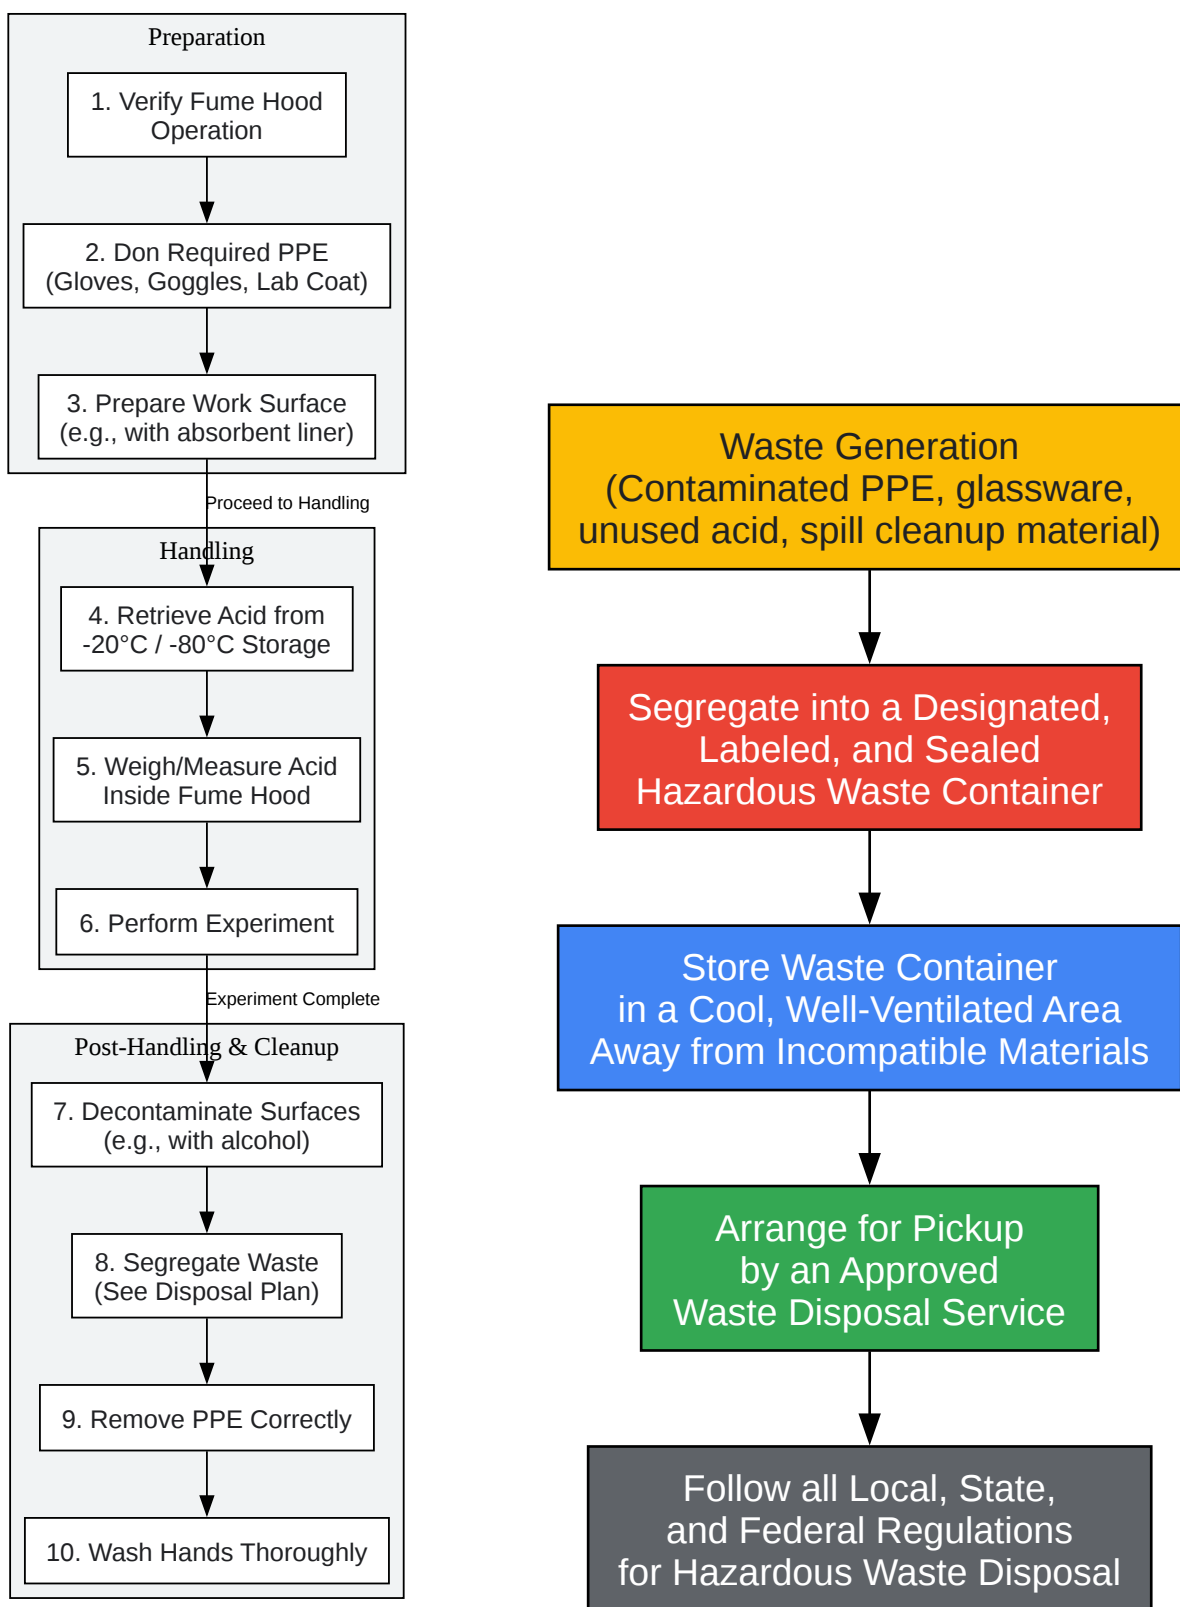 Preparation
1. Verify Fume Hood
Operation
2. Don Required PPE
(Gloves, Goggles, Lab Coat)
3. Prepare Work Surface
(e.g., with absorbent liner)
Proceed to Handling
Handling
4. Retrieve Acid from
-20°C / -80°C Storage
5. Weigh/Measure Acid
Inside Fume Hood
6. Perform Experiment
Experiment Complete
Post-Handling & Cleanup
7. Decontaminate Surfaces
(e.g., with alcohol)
8. Segregate Waste
(See Disposal Plan)
9. Remove PPE Correctly
10. Wash Hands Thoroughly
Waste Generation
(Contaminated PPE, glassware,
unused acid, spill cleanup material)
Segregate into a Designated,
Labeled, and Sealed
Hazardous Waste Container
Store Waste Container
in a Cool, Well-Ventilated Area
Away from Incompatible Materials
Arrange for Pickup
by an Approved
Waste Disposal Service
Follow all Local, State,
and Federal Regulations
for Hazardous Waste Disposal